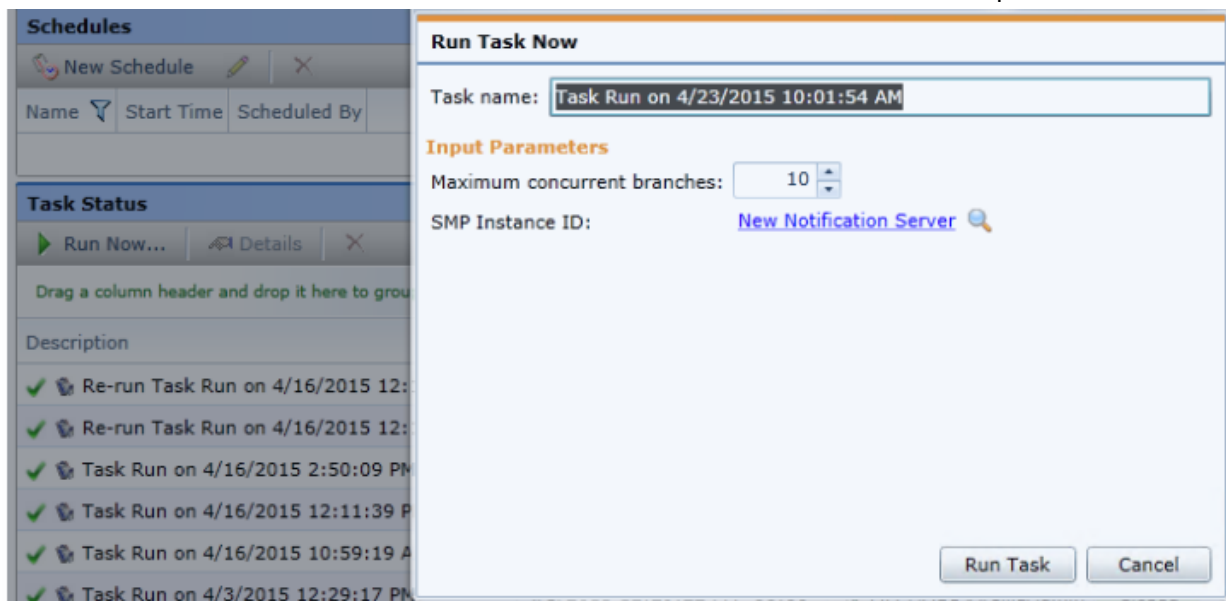 Schedules
New Schedule
Name Start Time Scheduled By
Task Status
Run Now... Details
Drag a column header and drop it here to grou
Description
Re-run Task Run on 4/16/2015 12:
Re-run Task Run on 4/16/2015 12:
Task Run on 4/16/2015 2:50:09 PM
Task Run on 4/16/2015 12:11:39 P
Task Run on 4/16/2015 10:59:19 A
Task Run on 4/3/2015 12:29:17 PM
Run Task Now
Task name: Task Run on 4/23/2015 10:01:54 AM
Input Parameters
Maximum concurrent branches: 10
SMP Instance ID: New Notification Server
Run Task Cancel